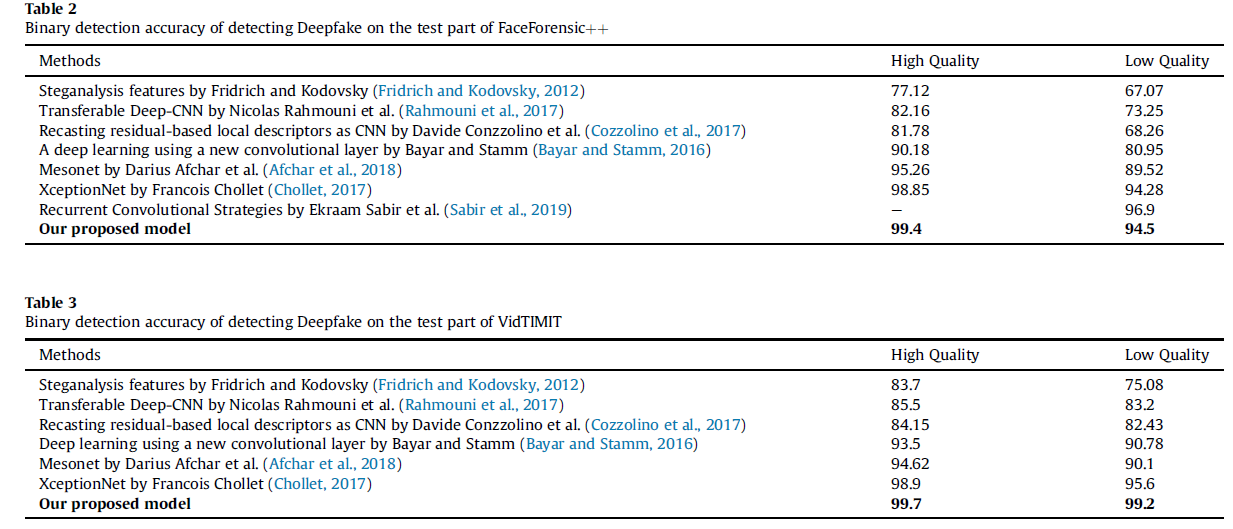 Table 2
Binary detection accuracy of detecting Deepfake on the test part of FaceForensic++
Methods High Quality Low Quality
Steganalysis features by Fridrich and Kodovsky (Fridrich and Kodovsky, 2012) 77.12 67.07
Transferable Deep-CNN by Nicolas Rahmouni et al. (Rahmouni et al., 2017) 82.16 73.25
Recasting residual-based local descriptors as CNN by Davide Conzzolino et al. (Cozzolino et al., 2017) 81.78 68.26
A deep learning using a new convolutional layer by Bayar and Stamm (Bayar and Stamm, 2016) 90.18 80.95
Mesonet by Darius Afchar et al. (Afchar et al., 2018) 95.26 89.52
XceptionNet by Francois Chollet (Chollet, 2017) 98.85 94.28
Recurrent Convolutional Strategies by Ekraam Sabir et al. (Sabir et al., 2019) – 96.9
Our proposed model 99.4 94.5
Table 3
Binary detection accuracy of detecting Deepfake on the test part of VidTIMIT
Methods High Quality Low Quality
Steganalysis features by Fridrich and Kodovsky (Fridrich and Kodovsky, 2012) 83.7 75.08
Transferable Deep-CNN by Nicolas Rahmouni et al. (Rahmouni et al., 2017) 85.5 83.2
Recasting residual-based local descriptors as CNN by Davide Conzzolino et al. (Cozzolino et al., 2017) 84.15 82.43
Deep learning using a new convolutional layer by Bayar and Stamm (Bayar and Stamm, 2016) 93.5 90.78
Mesonet by Darius Afchar et al. (Afchar et al., 2018) 94.62 90.1
XceptionNet by Francois Chollet (Chollet, 2017) 98.9 95.6
Our proposed model 99.7 99.2